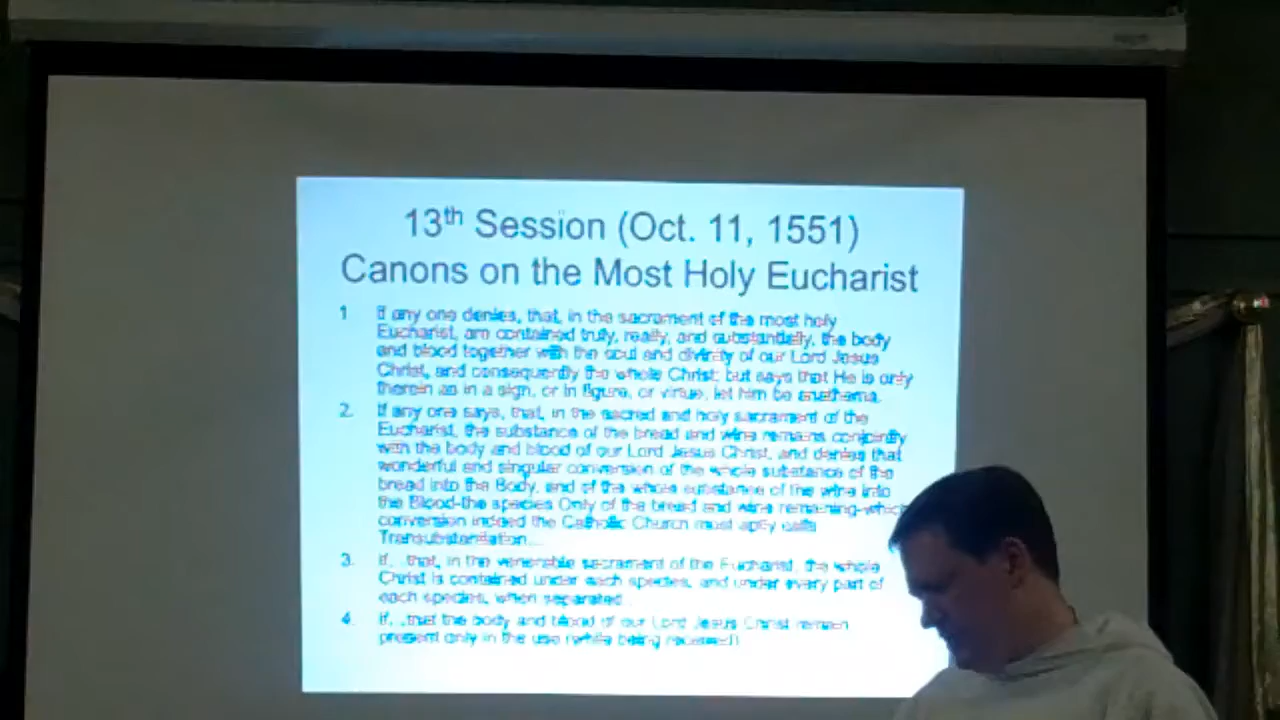 13th Session (Oct. 11, 1551)
Canons on the Most Holy Eucharist
1 If any one denies, that, in the sacrament of the most holy
Eucharist, are contained truly, really, and substantially, the body
and blood together with the soul and divinity of our Lord Jesus
Christ, and consequently the whole Christ; but says that He is only
therein as in a sign, or in figure, or virtue, let him be anathema.
2. If any one says, that, in the sacred and holy sacrament of the
Eucharist, the substance of the bread and wine remains conjointly
with the body and blood of our Lord Jesus Christ, and denies that
wonderful and singular conversion of the whole substance of the
bread into the Body, and of the whole substance of the wine into
the Blood-the species Only of the bread and wine remaining-which
conversion indeed the Catholic Church most aptly calls
Transubstantiation...
3. If...that, in the venerable sacrament of the Eucharist, the whole
Christ is contained under each species, and under every part of
each species, when separated...
4. If...that the body and blood of our Lord Jesus Christ remain
present only in the use (while being received)